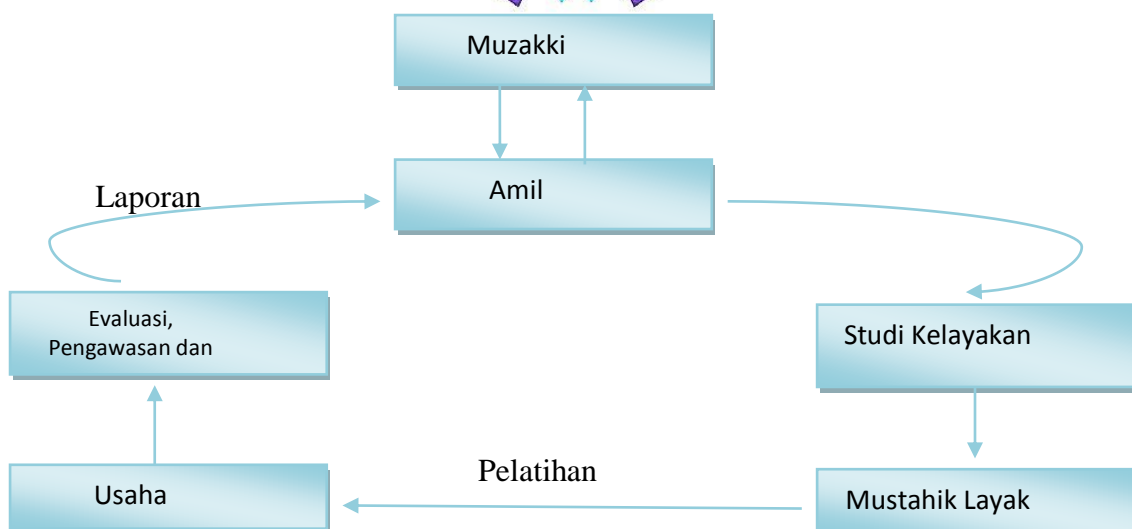 Muzakki
Amil
Laporan
Evaluasi,
Pengawasan dan
Studi Kelayakan
Pelatihan
Usaha
Mustahik Layak